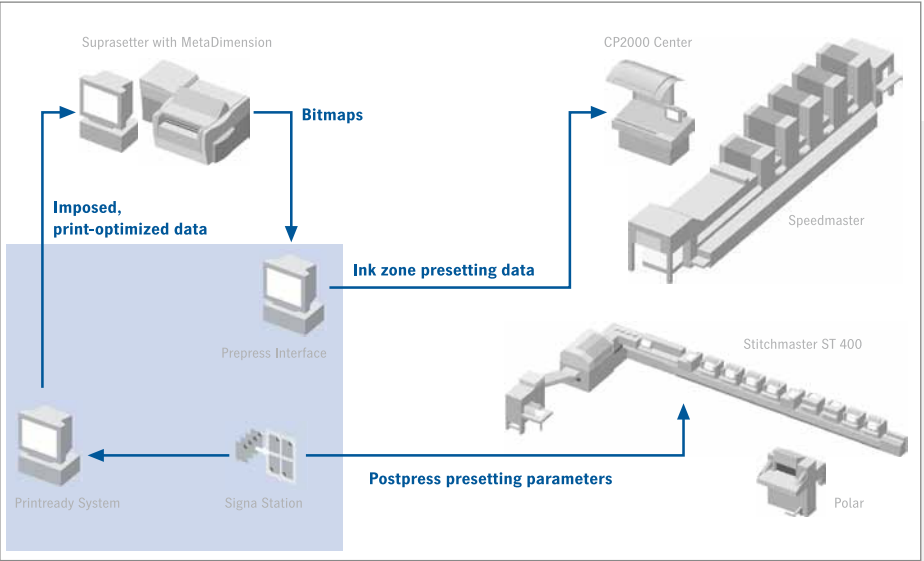 Suprasetter with MetaDimension
CP2000 Center
Bitmaps
Imposed,
print-optimized data
Speedmaster
Ink zone presetting data
Prepress Interface
Stitchmaster ST 400
Postpress presetting parameters
Printready System
Signa Station
Polar